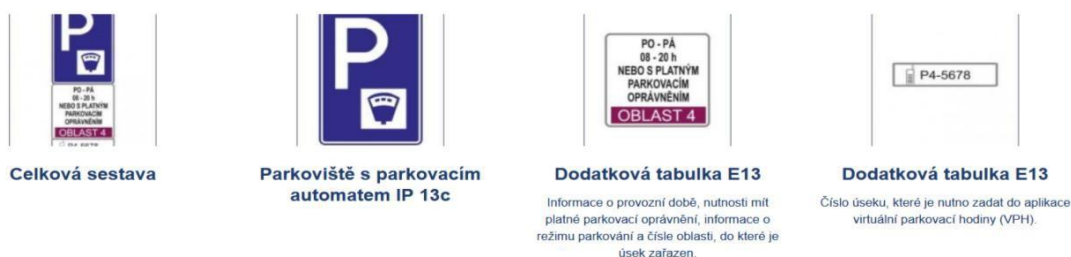 P
PO - PÁ
08 - 20 h
NEBO S PLATNÝM
PARKOVACÍM
OPRÁVNĚNÍM
OBLAST 4
P4-5678
Celková sestava
P
Parkoviště s parkovacím
automatem IP 13c
PO - PÁ
08 - 20 h
NEBO S PLATNÝM
PARKOVACÍM
OPRÁVNĚNÍM
OBLAST 4
Dodatková tabulka E13
Informace o provozní době, nutnosti mít
platné parkovací oprávnění, informace o
režimu parkování a čísle oblasti, do které je
úsek zařazen.
P4-5678
Dodatková tabulka E13
Číslo úseku, které je nutno zadat do aplikace
virtuální parkovací hodiny (VPH).